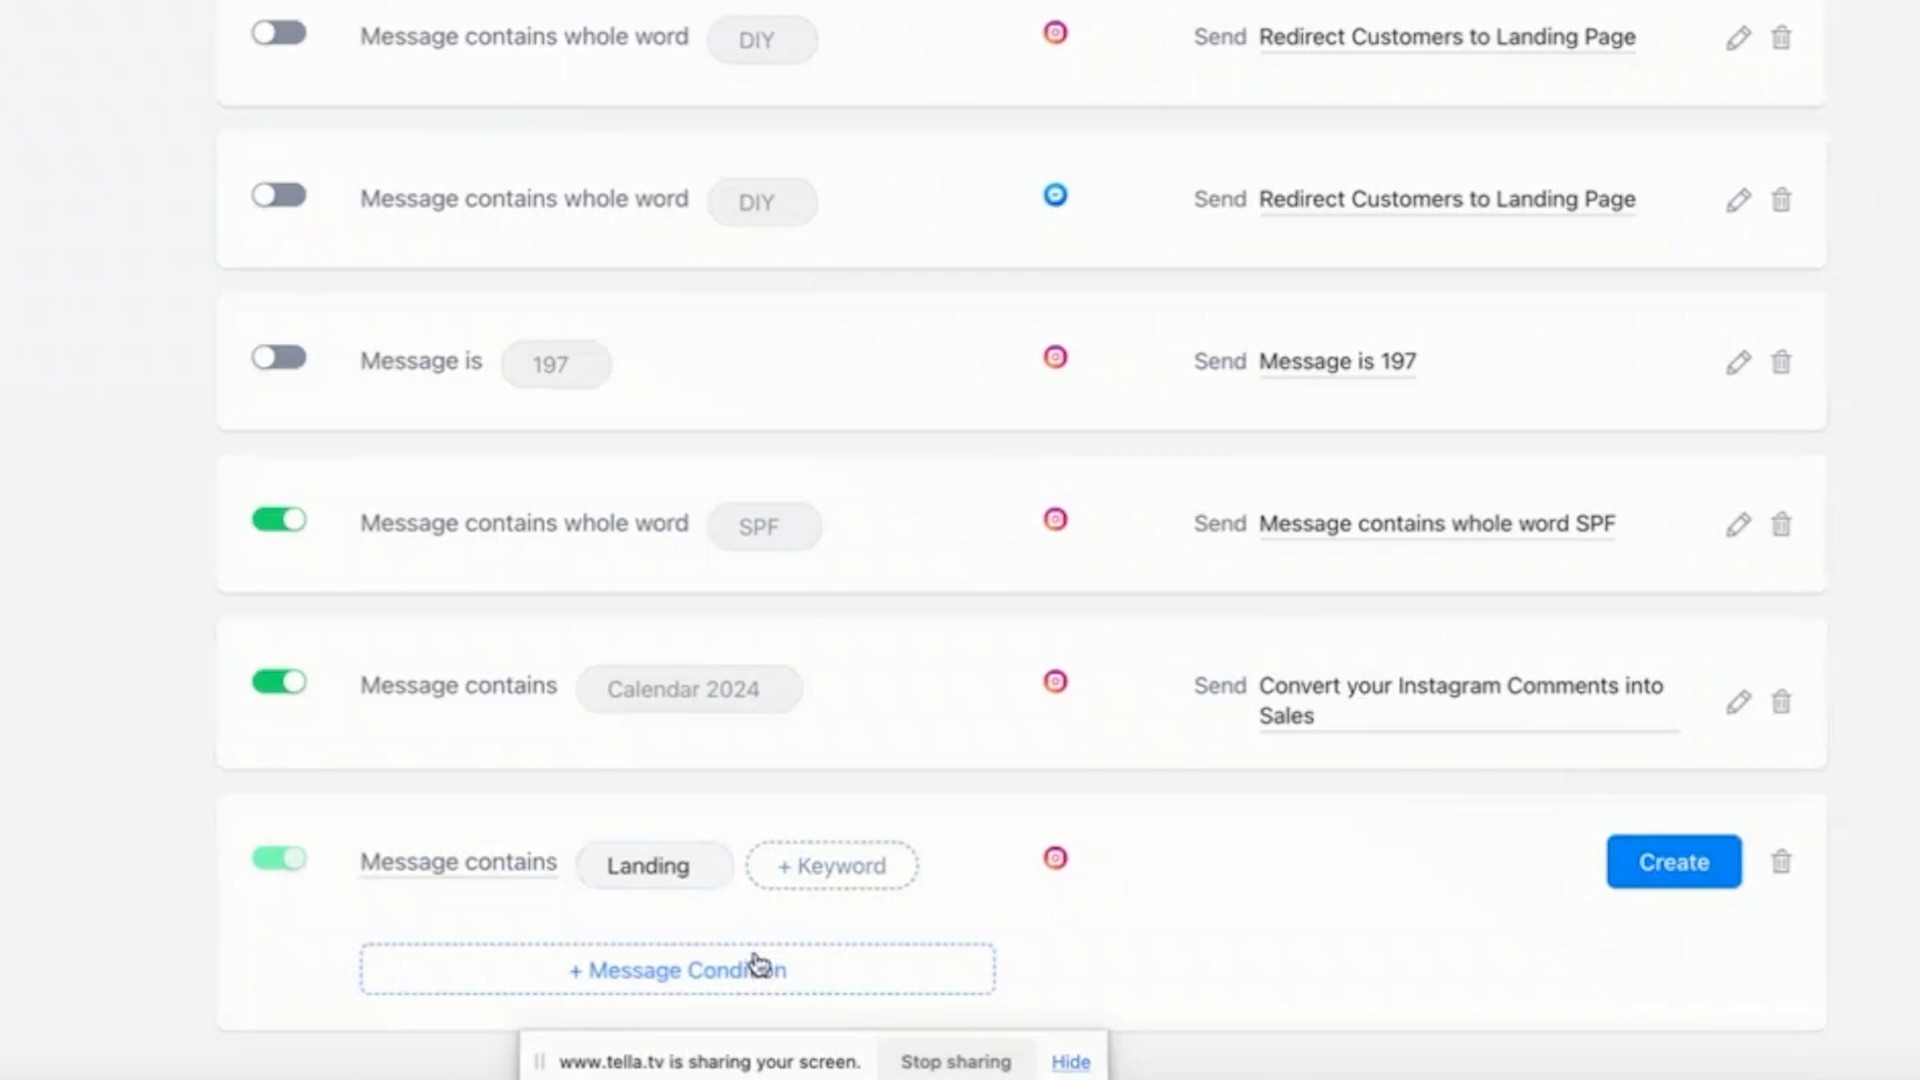 Message contains whole word DIY Send Redirect Customers to Landing Page
Message contains whole word DIY Send Redirect Customers to Landing Page
Message is 197 Send Message is 197
Message contains whole word SPF Send Message contains whole word SPF
Message contains Calendar 2024 Send Convert your Instagram Comments into
Sales
Message contains Landing + Keyword Create
+ Message Condition
www.tella.tv is sharing your screen. Stop sharing Hide